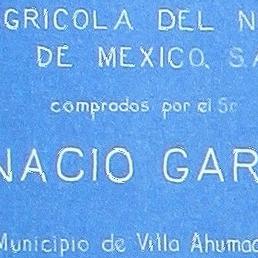 GRICOLA DEL N
DE MEXICO, S.A
comprados por el Sr
NACIO GAR
Municipio de Villa Ahumad